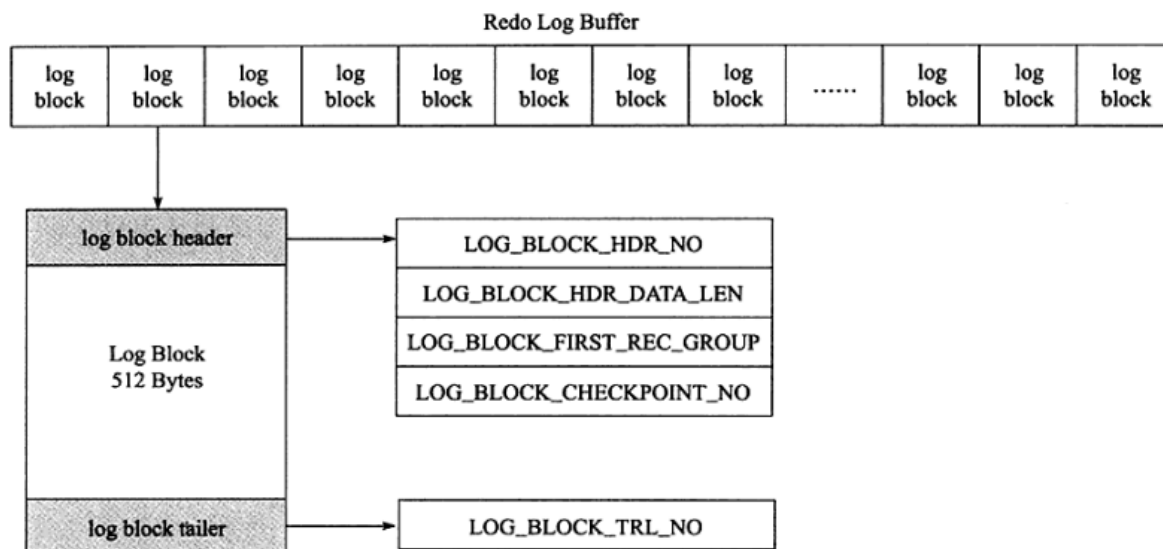 Redo Log Buffer
log block
log block
log block
log block
log block
log block
log block
log block
......
log block
log block
log block
log block header
LOG_BLOCK_HDR_NO
LOG_BLOCK_HDR_DATA_LEN
LOG_BLOCK_FIRST_REC_GROUP
LOG_BLOCK_CHECKPOINT_NO
Log Block
512 Bytes
log block tailer
LOG_BLOCK_TRL_NO